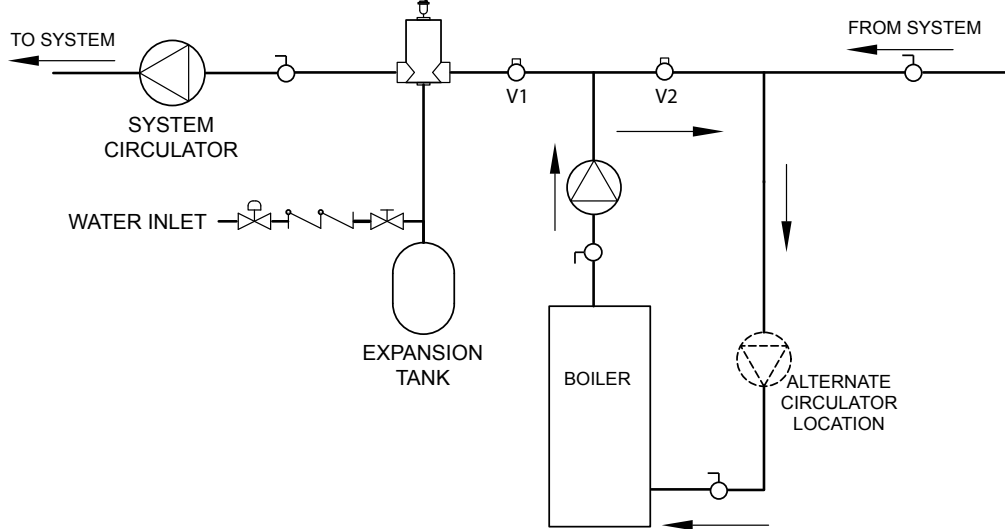 TO SYSTEM
FROM SYSTEM
V1
V2
SYSTEM
CIRCULATOR
WATER INLET
EXPANSION
TANK
BOILER
ALTERNATE
CIRCULATOR
LOCATION